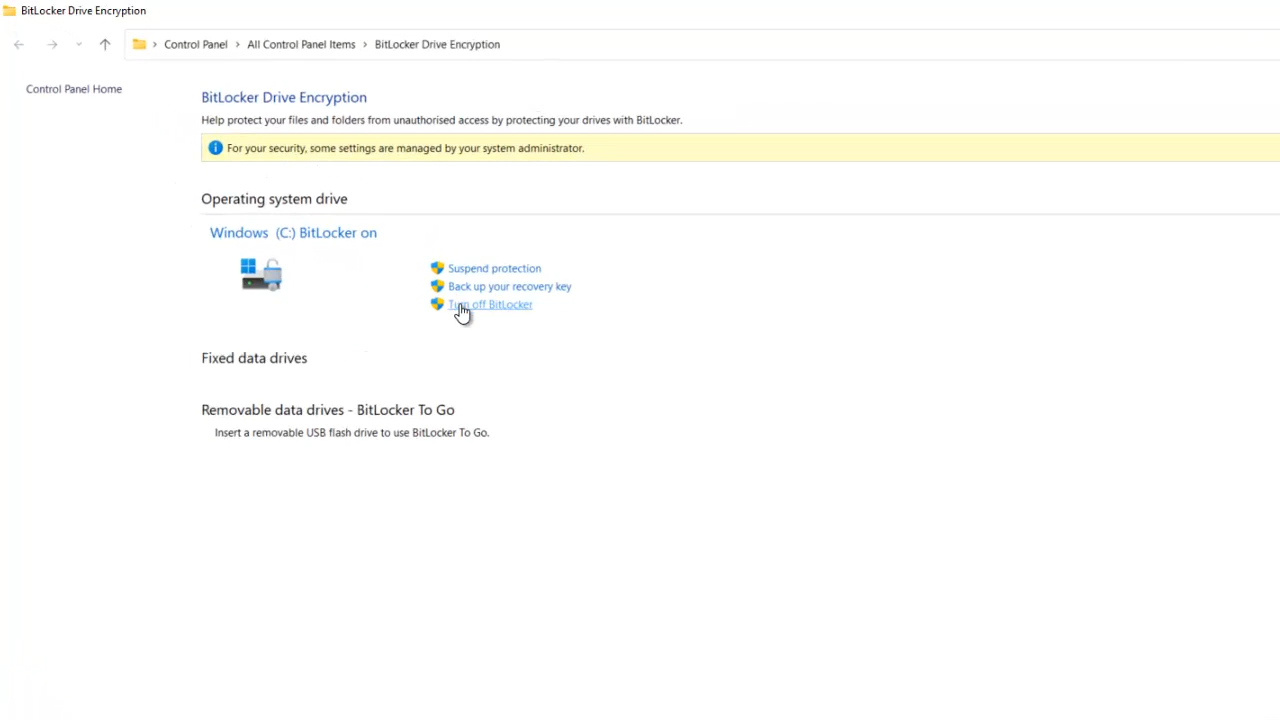 BitLocker Drive Encryption
Control Panel › All Control Panel Items › BitLocker Drive Encryption
Control Panel Home
BitLocker Drive Encryption
Help protect your files and folders from unauthorised access by protecting your drives with BitLocker.
For your security, some settings are managed by your system administrator.
Operating system drive
Windows (C:) BitLocker on
Suspend protection
Back up your recovery key
Turn off BitLocker
Fixed data drives
Removable data drives - BitLocker To Go
Insert a removable USB flash drive to use BitLocker To Go.